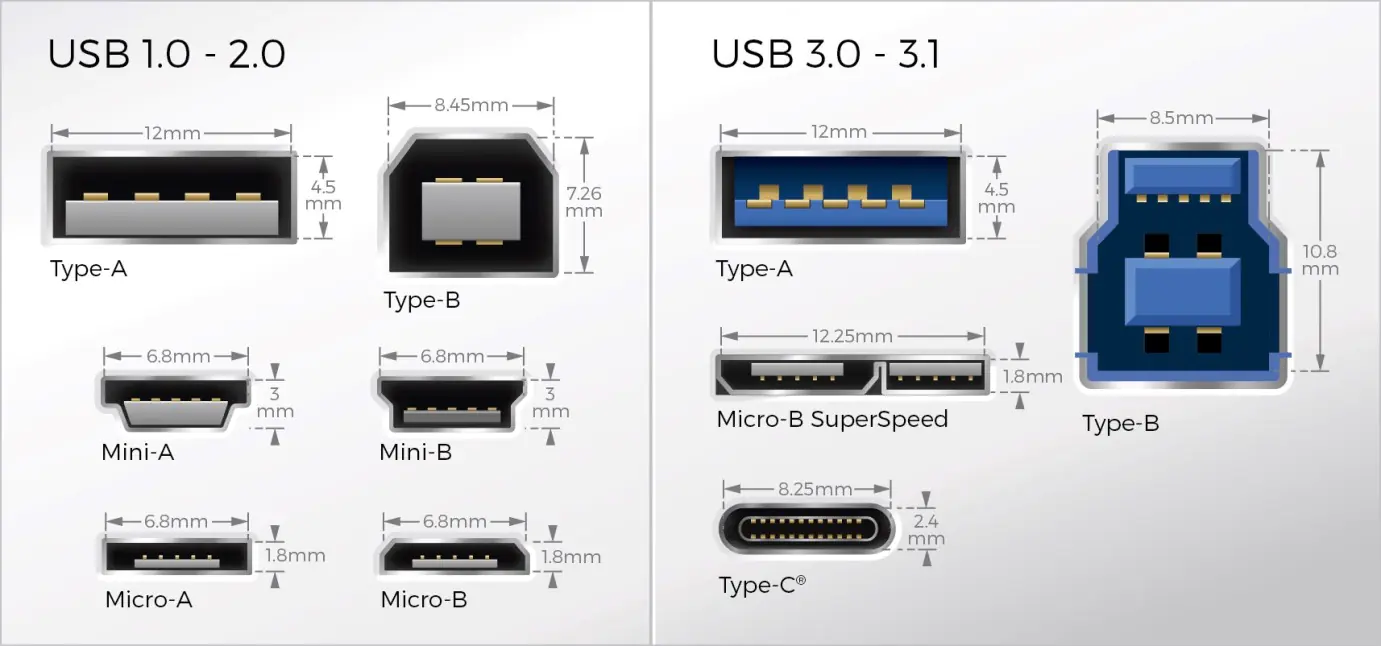 USB 1.0 - 2.0
12mm
4.5
mm
Type-A
8.45mm
7.26
mm
Type-B
6.8mm
3
mm
Mini-A
6.8mm
3
mm
Mini-B
6.8mm
1.8mm
Micro-A
6.8mm
1.8mm
Micro-B
USB 3.0 - 3.1
12mm
4.5
mm
Type-A
8.5mm
10.8
mm
Type-B
12.25mm
1.8mm
Micro-B SuperSpeed
8.25mm
2.4
mm
Type-C®